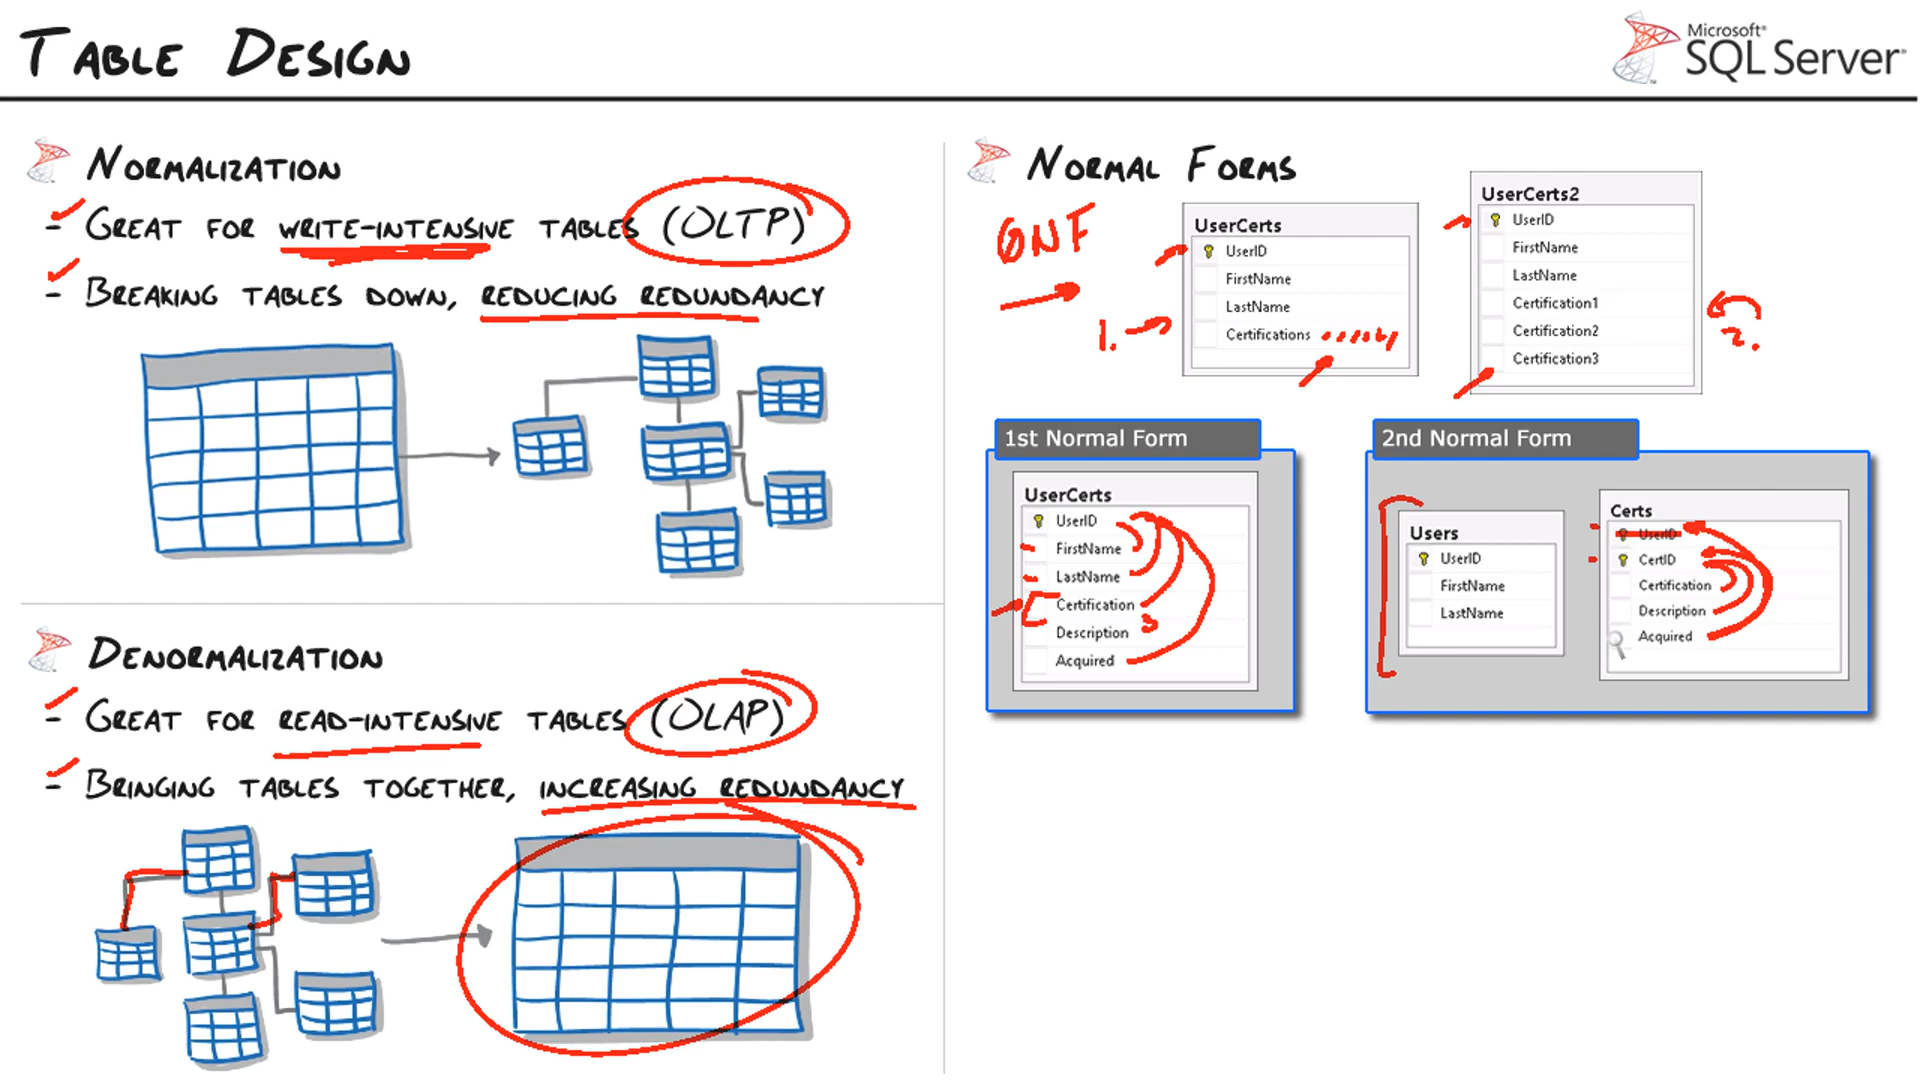 TABLE DESIGN
Microsoft®
SQL Server®
NORMALIZATION
- GREAT FOR WRITE-INTENSIVE TABLES (OLTP)
- BREAKING TABLES DOWN, REDUCING REDUNDANCY
DENORMALIZATION
- GREAT FOR READ-INTENSIVE TABLES (OLAP)
- BRINGING TABLES TOGETHER, INCREASING REDUNDANCY
NORMAL FORMS
0NF
1.
UserCerts
UserID
FirstName
LastName
Certifications
UserCerts2
UserID
FirstName
LastName
Certification1
Certification2
Certification3
2.
1st Normal Form
UserCerts
UserID
FirstName
LastName
Certification
Description
Acquired
2nd Normal Form
Users
UserID
FirstName
LastName
Certs
UserID
CertID
Certification
Description
Acquired